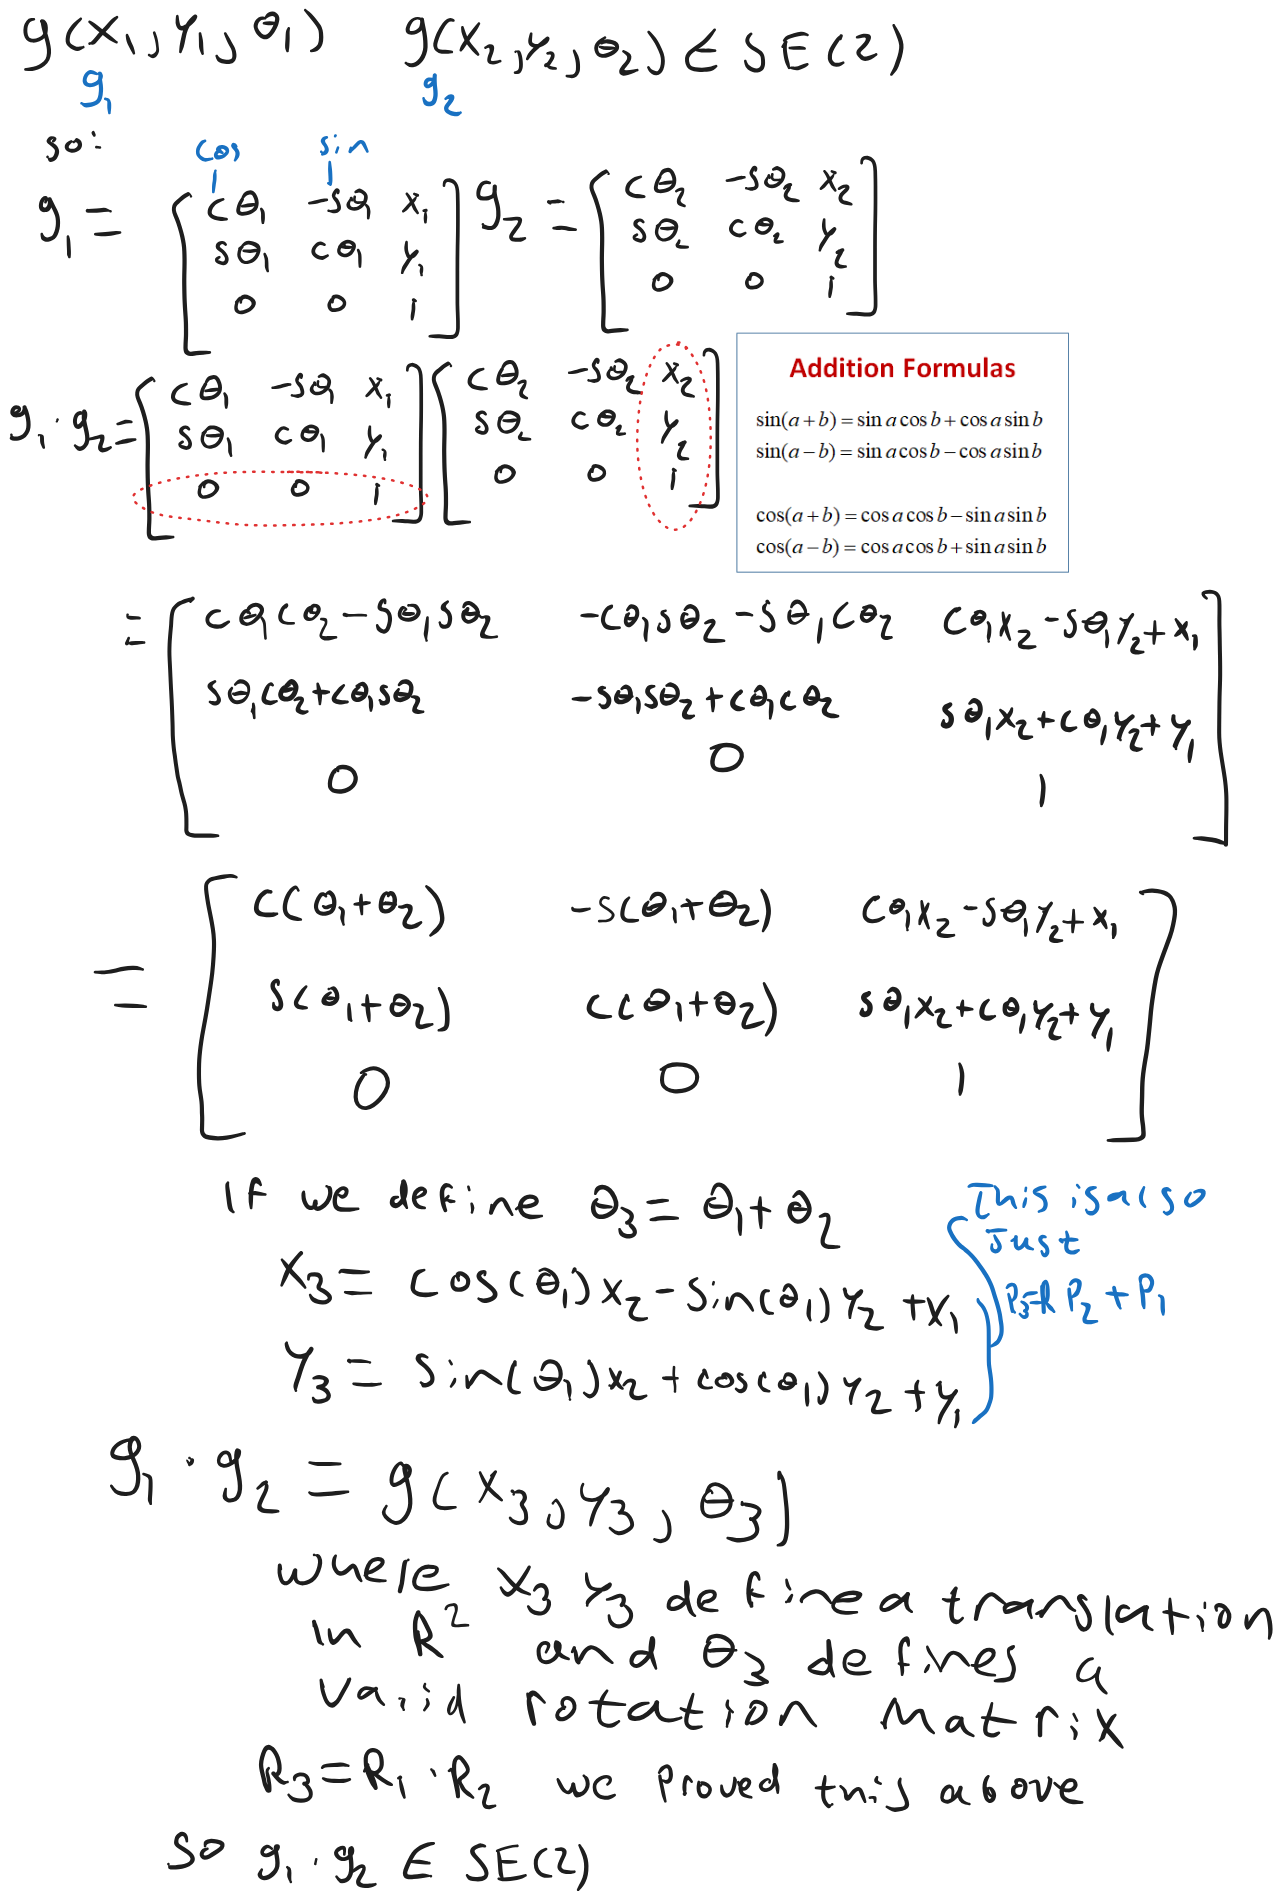 g(x₁, y₁, θ₁)   g(x₂, y₂, θ₂) ∈ SE(2)
g₁   g₂
so:   cos   sin
g₁ = [cθ₁ -sθ₁ x₁   g₂ = [cθ₂ -sθ₂ x₂
sθ₁ cθ₁ y₁   sθ₂ cθ₂ y₂
0 0 1]   0 0 1]
g₁ · g₂ = [cθ₁ -sθ₁ x₁   [cθ₂ -sθ₂ x₂
sθ₁ cθ₁ y₁   sθ₂ cθ₂ y₂
0 0 1]   0 0 1]
Addition Formulas
sin(a + b) = sin a cos b + cos a sin b
sin(a − b) = sin a cos b − cos a sin b
cos(a + b) = cos a cos b − sin a sin b
cos(a − b) = cos a cos b + sin a sin b
= [cθ₁cθ₂ - sθ₁sθ₂   -cθ₁sθ₂ - sθ₁cθ₂   cθ₁x₂ - sθ₁y₂ + x₁
sθ₁cθ₂ + cθ₁sθ₂   -sθ₁sθ₂ + cθ₁cθ₂   sθ₁x₂ + cθ₁y₂ + y₁
0   0   1]
= [c(θ₁+θ₂)   -s(θ₁+θ₂)   cθ₁x₂ - sθ₁y₂ + x₁
s(θ₁+θ₂)   c(θ₁+θ₂)   sθ₁x₂ + cθ₁y₂ + y₁
0   0   1]
If we define θ₃ = θ₁ + θ₂
x₃ = cos(θ₁)x₂ - sin(θ₁)y₂ + x₁
y₃ = sin(θ₁)x₂ + cos(θ₁)y₂ + y₁
This is also
Just
P₃=R P₂ + P₁
g₁ · g₂ = g(x₃, y₃, θ₃)
where x₃ y₃ define a translation
in R² and θ₃ defines a
valid rotation matrix
R₃ = R₁ · R₂ we proved this above
so g₁ · g₂ ∈ SE(2)